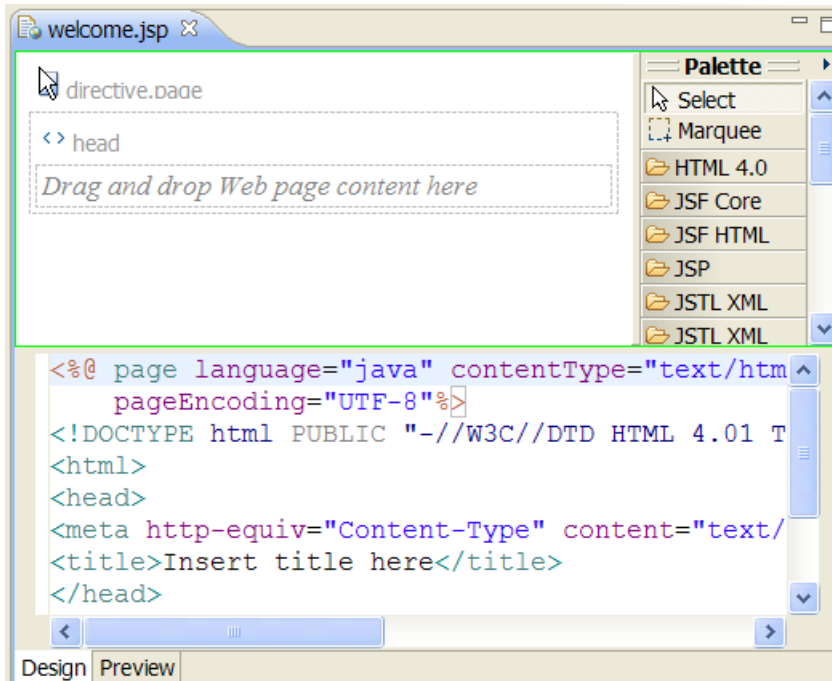 welcome.jsp
directive.page
head
Drag and drop Web page content here
Palette
Select
Marquee
HTML 4.0
JSF Core
JSF HTML
JSP
JSTL XML
JSTL XML
<%@ page language="java" contentType="text/htm
pageEncoding="UTF-8"%>
<!DOCTYPE html PUBLIC "-//W3C//DTD HTML 4.01 T
<html>
<head>
<meta http-equiv="Content-Type" content="text/
<title>Insert title here</title>
</head>
Design Preview